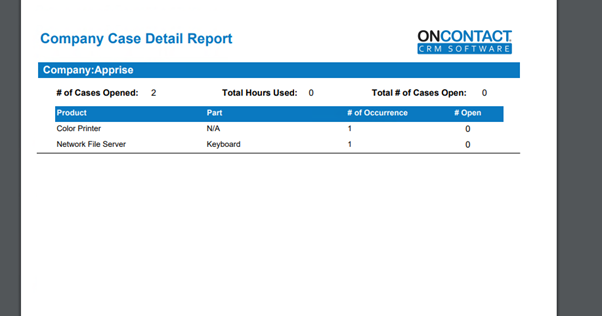 Company Case Detail Report
ONCONTACT
CRM SOFTWARE
Company:Apprise
# of Cases Opened: 2 Total Hours Used: 0 Total # of Cases Open: 0
Product Part # of Occurrence # Open
Color Printer N/A 1 0
Network File Server Keyboard 1 0